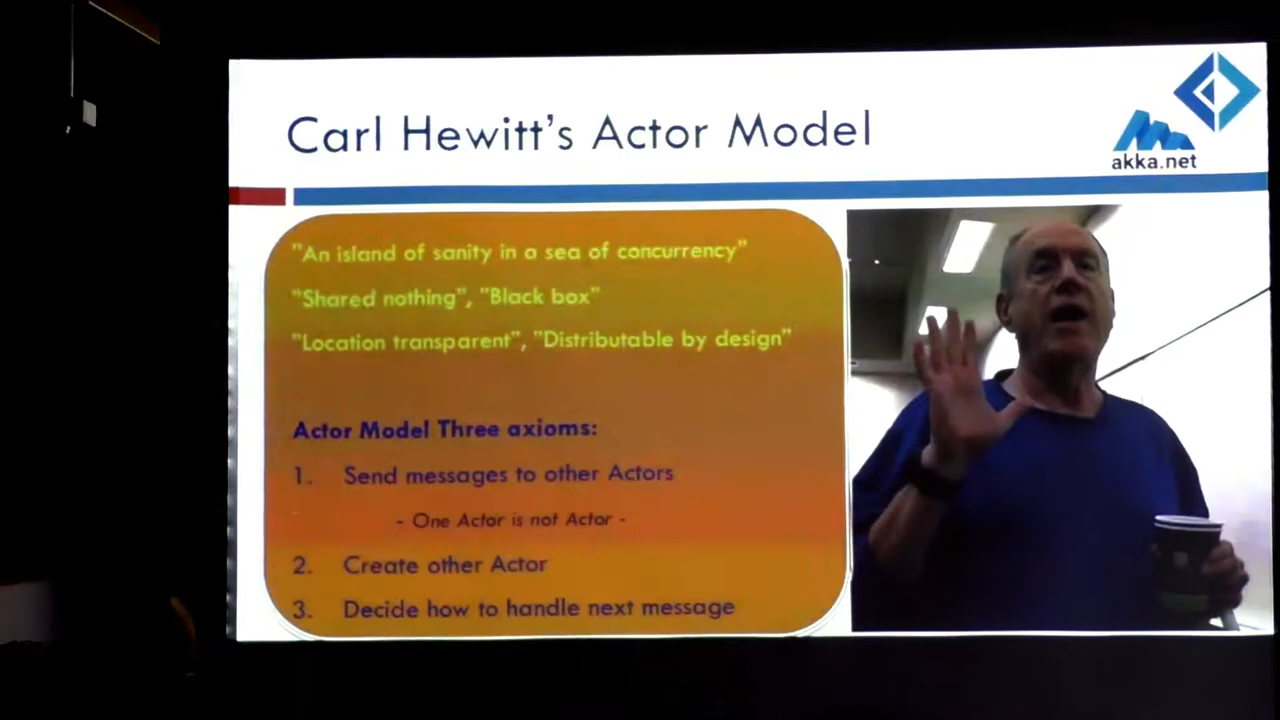 Carl Hewitt's Actor Model
akka.net
"An island of sanity in a sea of concurrency"
"Shared nothing", "Black box"
"Location transparent", "Distributable by design"
Actor Model Three axioms:
1. Send messages to other Actors
- One Actor is not Actor -
2. Create other Actor
3. Decide how to handle next message